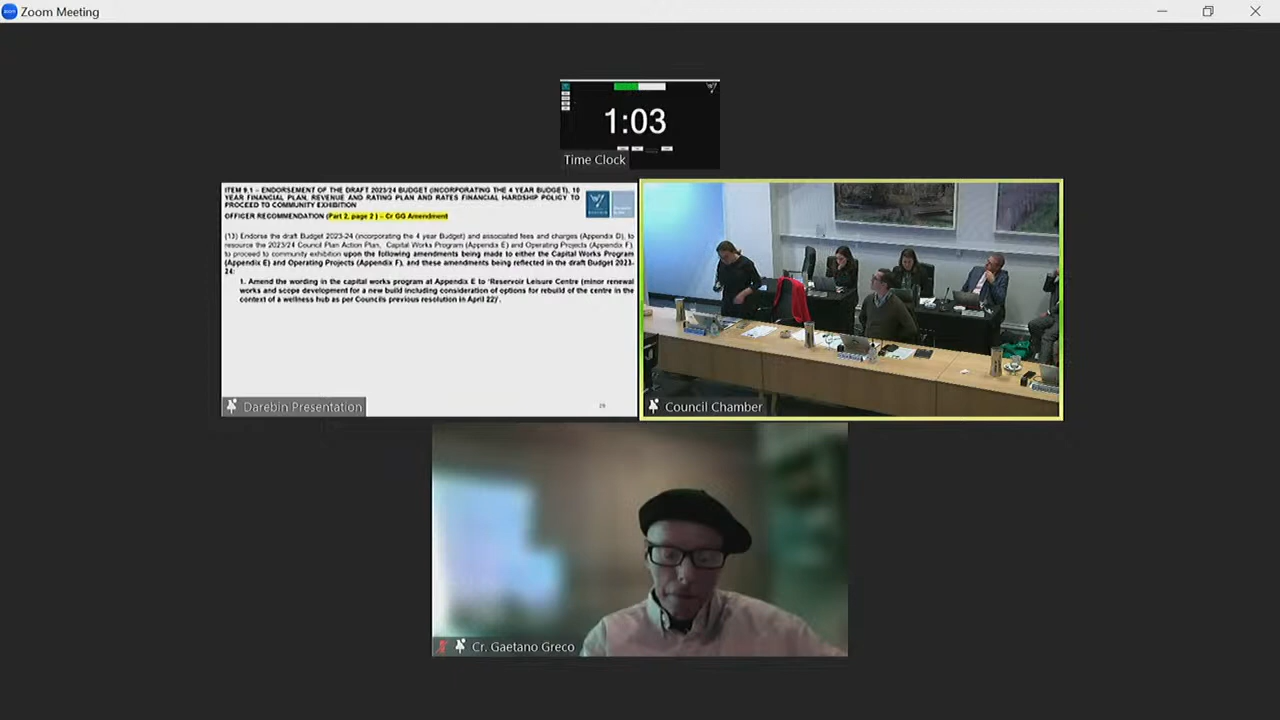 Zoom Meeting
1:03
Time Clock
ITEM 9.1 – ENDORSEMENT OF THE DRAFT 2023/24 BUDGET (INCORPORATING THE 4 YEAR BUDGET), 10
YEAR FINANCIAL PLAN, REVENUE AND RATING PLAN AND RATES FINANCIAL HARDSHIP POLICY TO
PROCEED TO COMMUNITY EXHIBITION
OFFICER RECOMMENDATION (Part 2, page 2 ) – Cr GG Amendment
(13) Endorse the draft Budget 2023-24 (incorporating the 4 year Budget) and associated fees and charges (Appendix D), to
resource the 2023/24 Council Plan Action Plan, Capital Works Program (Appendix E) and Operating Projects (Appendix F),
to proceed to community exhibition upon the following amendments being made to either the Capital Works Program
(Appendix E) and Operating Projects (Appendix F), and these amendments being reflected in the draft Budget 2023-
24:
1. Amend the wording in the capital works program at Appendix E to 'Reservoir Leisure Centre (minor renewal
works and scope development for a new build including consideration of options for rebuild of the centre in the
context of a wellness hub as per Councils previous resolution in April 22)'.
Darebin Presentation
Council Chamber
Cr. Gaetano Greco